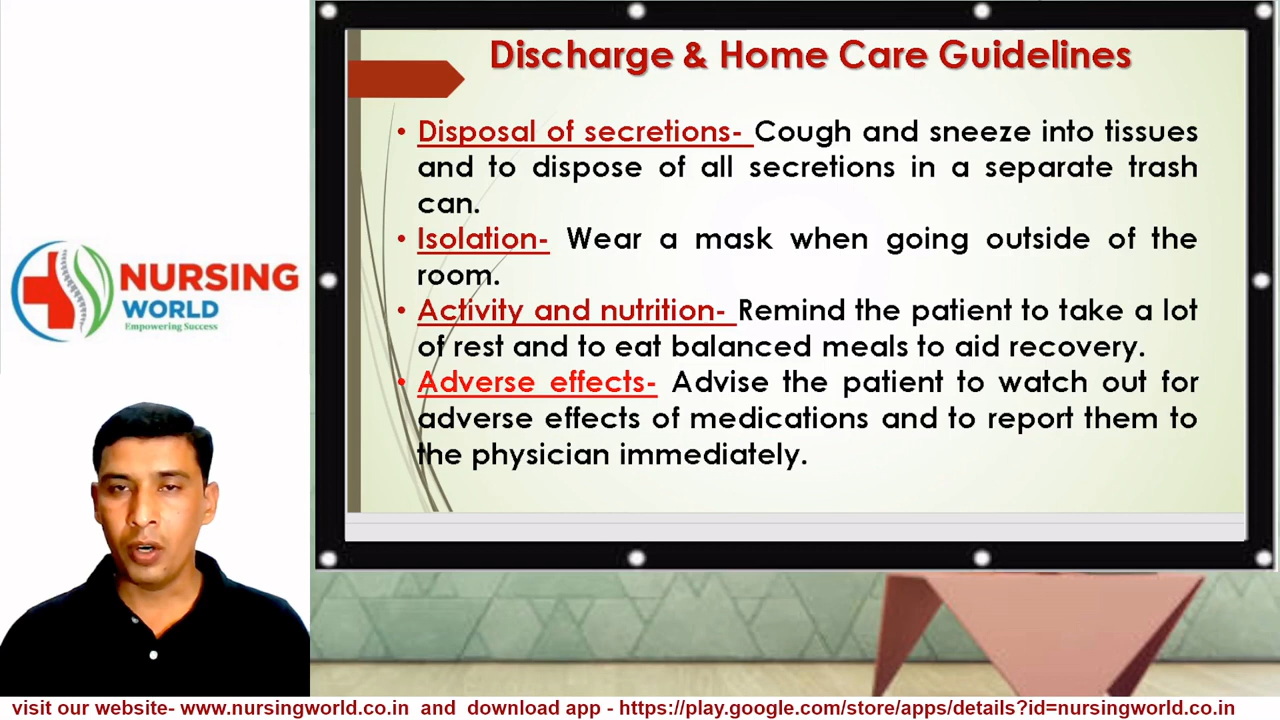 Discharge & Home Care Guidelines
• Disposal of secretions- Cough and sneeze into tissues
and to dispose of all secretions in a separate trash
can.
• Isolation- Wear a mask when going outside of the
room.
• Activity and nutrition- Remind the patient to take a lot
of rest and to eat balanced meals to aid recovery.
• Adverse effects- Advise the patient to watch out for
adverse effects of medications and to report them to
the physician immediately.
NURSING
WORLD
Empowering Success
visit our website- www.nursingworld.co.in and download app - https://play.google.com/store/apps/details?id=nursingworld.co.in